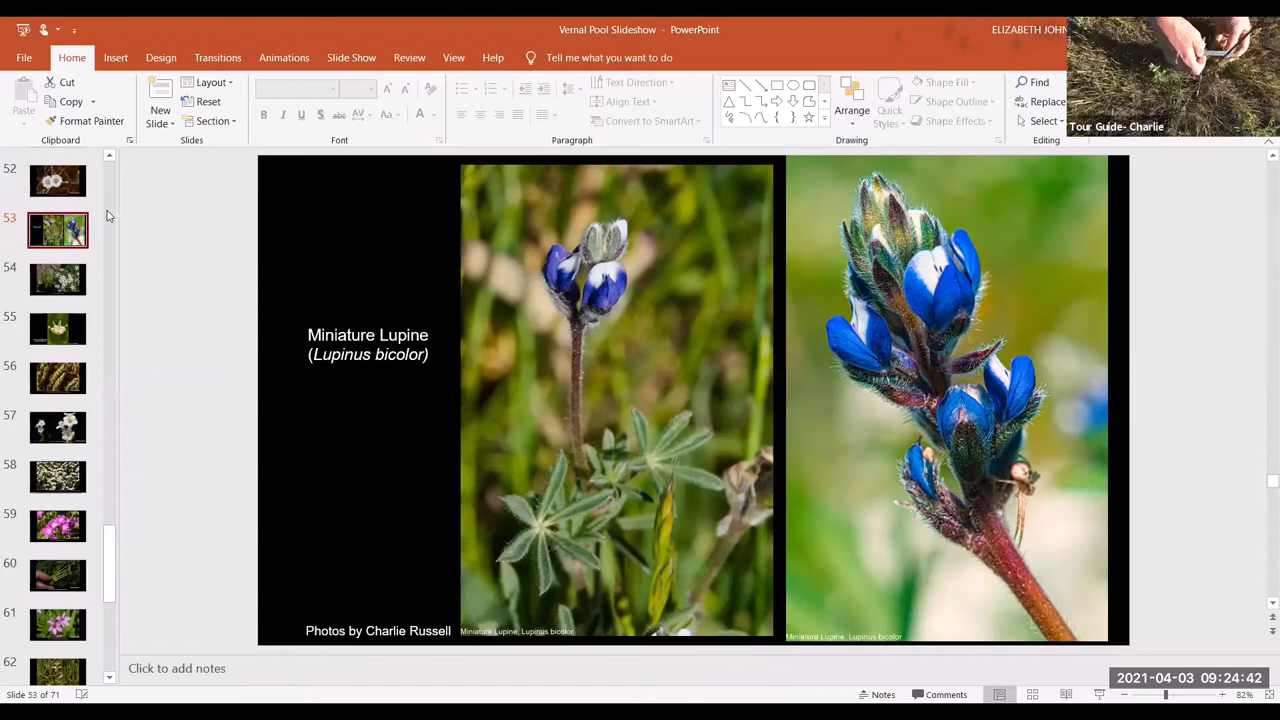 Vernal Pool Slideshow - PowerPoint
ELIZABETH JOHN
File
Home
Insert
Design
Transitions
Animations
Slide Show
Review
View
Help
Tell me what you want to do
Paste
Cut
Copy
Format Painter
Clipboard
New Slide
Layout
Reset
Section
Slides
B I U S abc AV Aa A
Font
Text Direction
Align Text
Convert to SmartArt
Paragraph
Arrange
Quick Styles
Shape Fill
Shape Outline
Shape Effects
Drawing
Find
Replace
Select
Editing
Tour Guide- Charlie
52
53
54
55
56
57
58
59
60
61
62
Miniature Lupine
(Lupinus bicolor)
Photos by Charlie Russell
Miniature Lupine, Lupinus bicolor
Miniature Lupine, Lupinus bicolor
Click to add notes
2021-04-03 09:24:42
Slide 53 of 71
Notes
Comments
82%